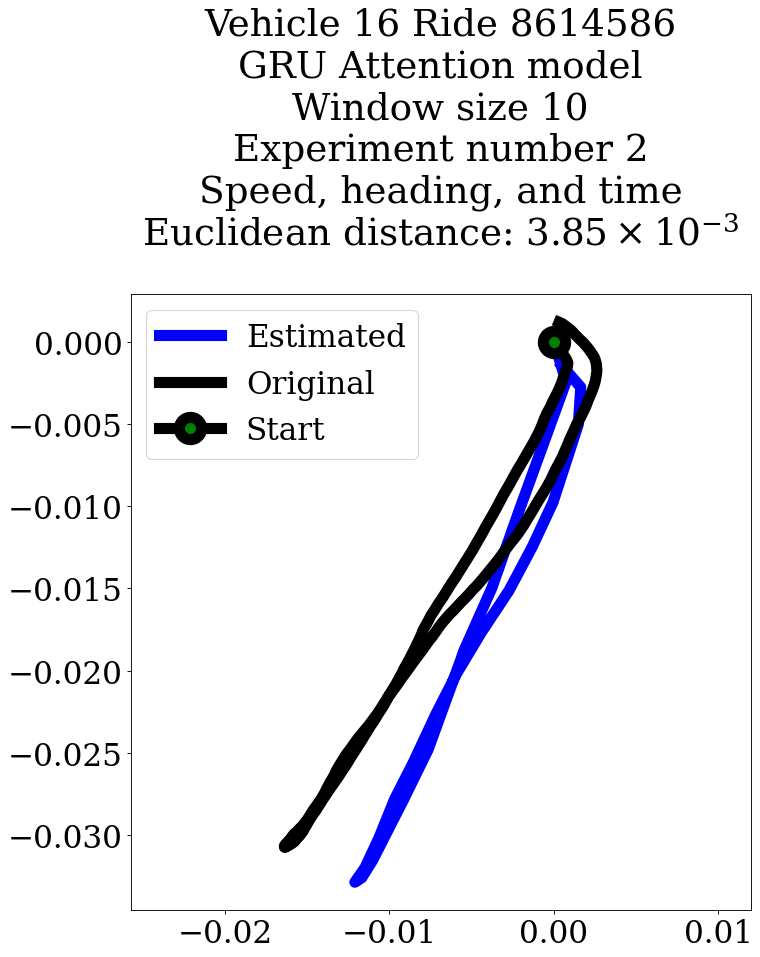 Vehicle 16 Ride 8614586
GRU Attention model
Window size 10
Experiment number 2
Speed, heading, and time
Euclidean distance: 3.85 × 10⁻³
Estimated
Original
Start
0.000
−0.005
−0.010
−0.015
−0.020
−0.025
−0.030
−0.02
−0.01
0.00
0.01